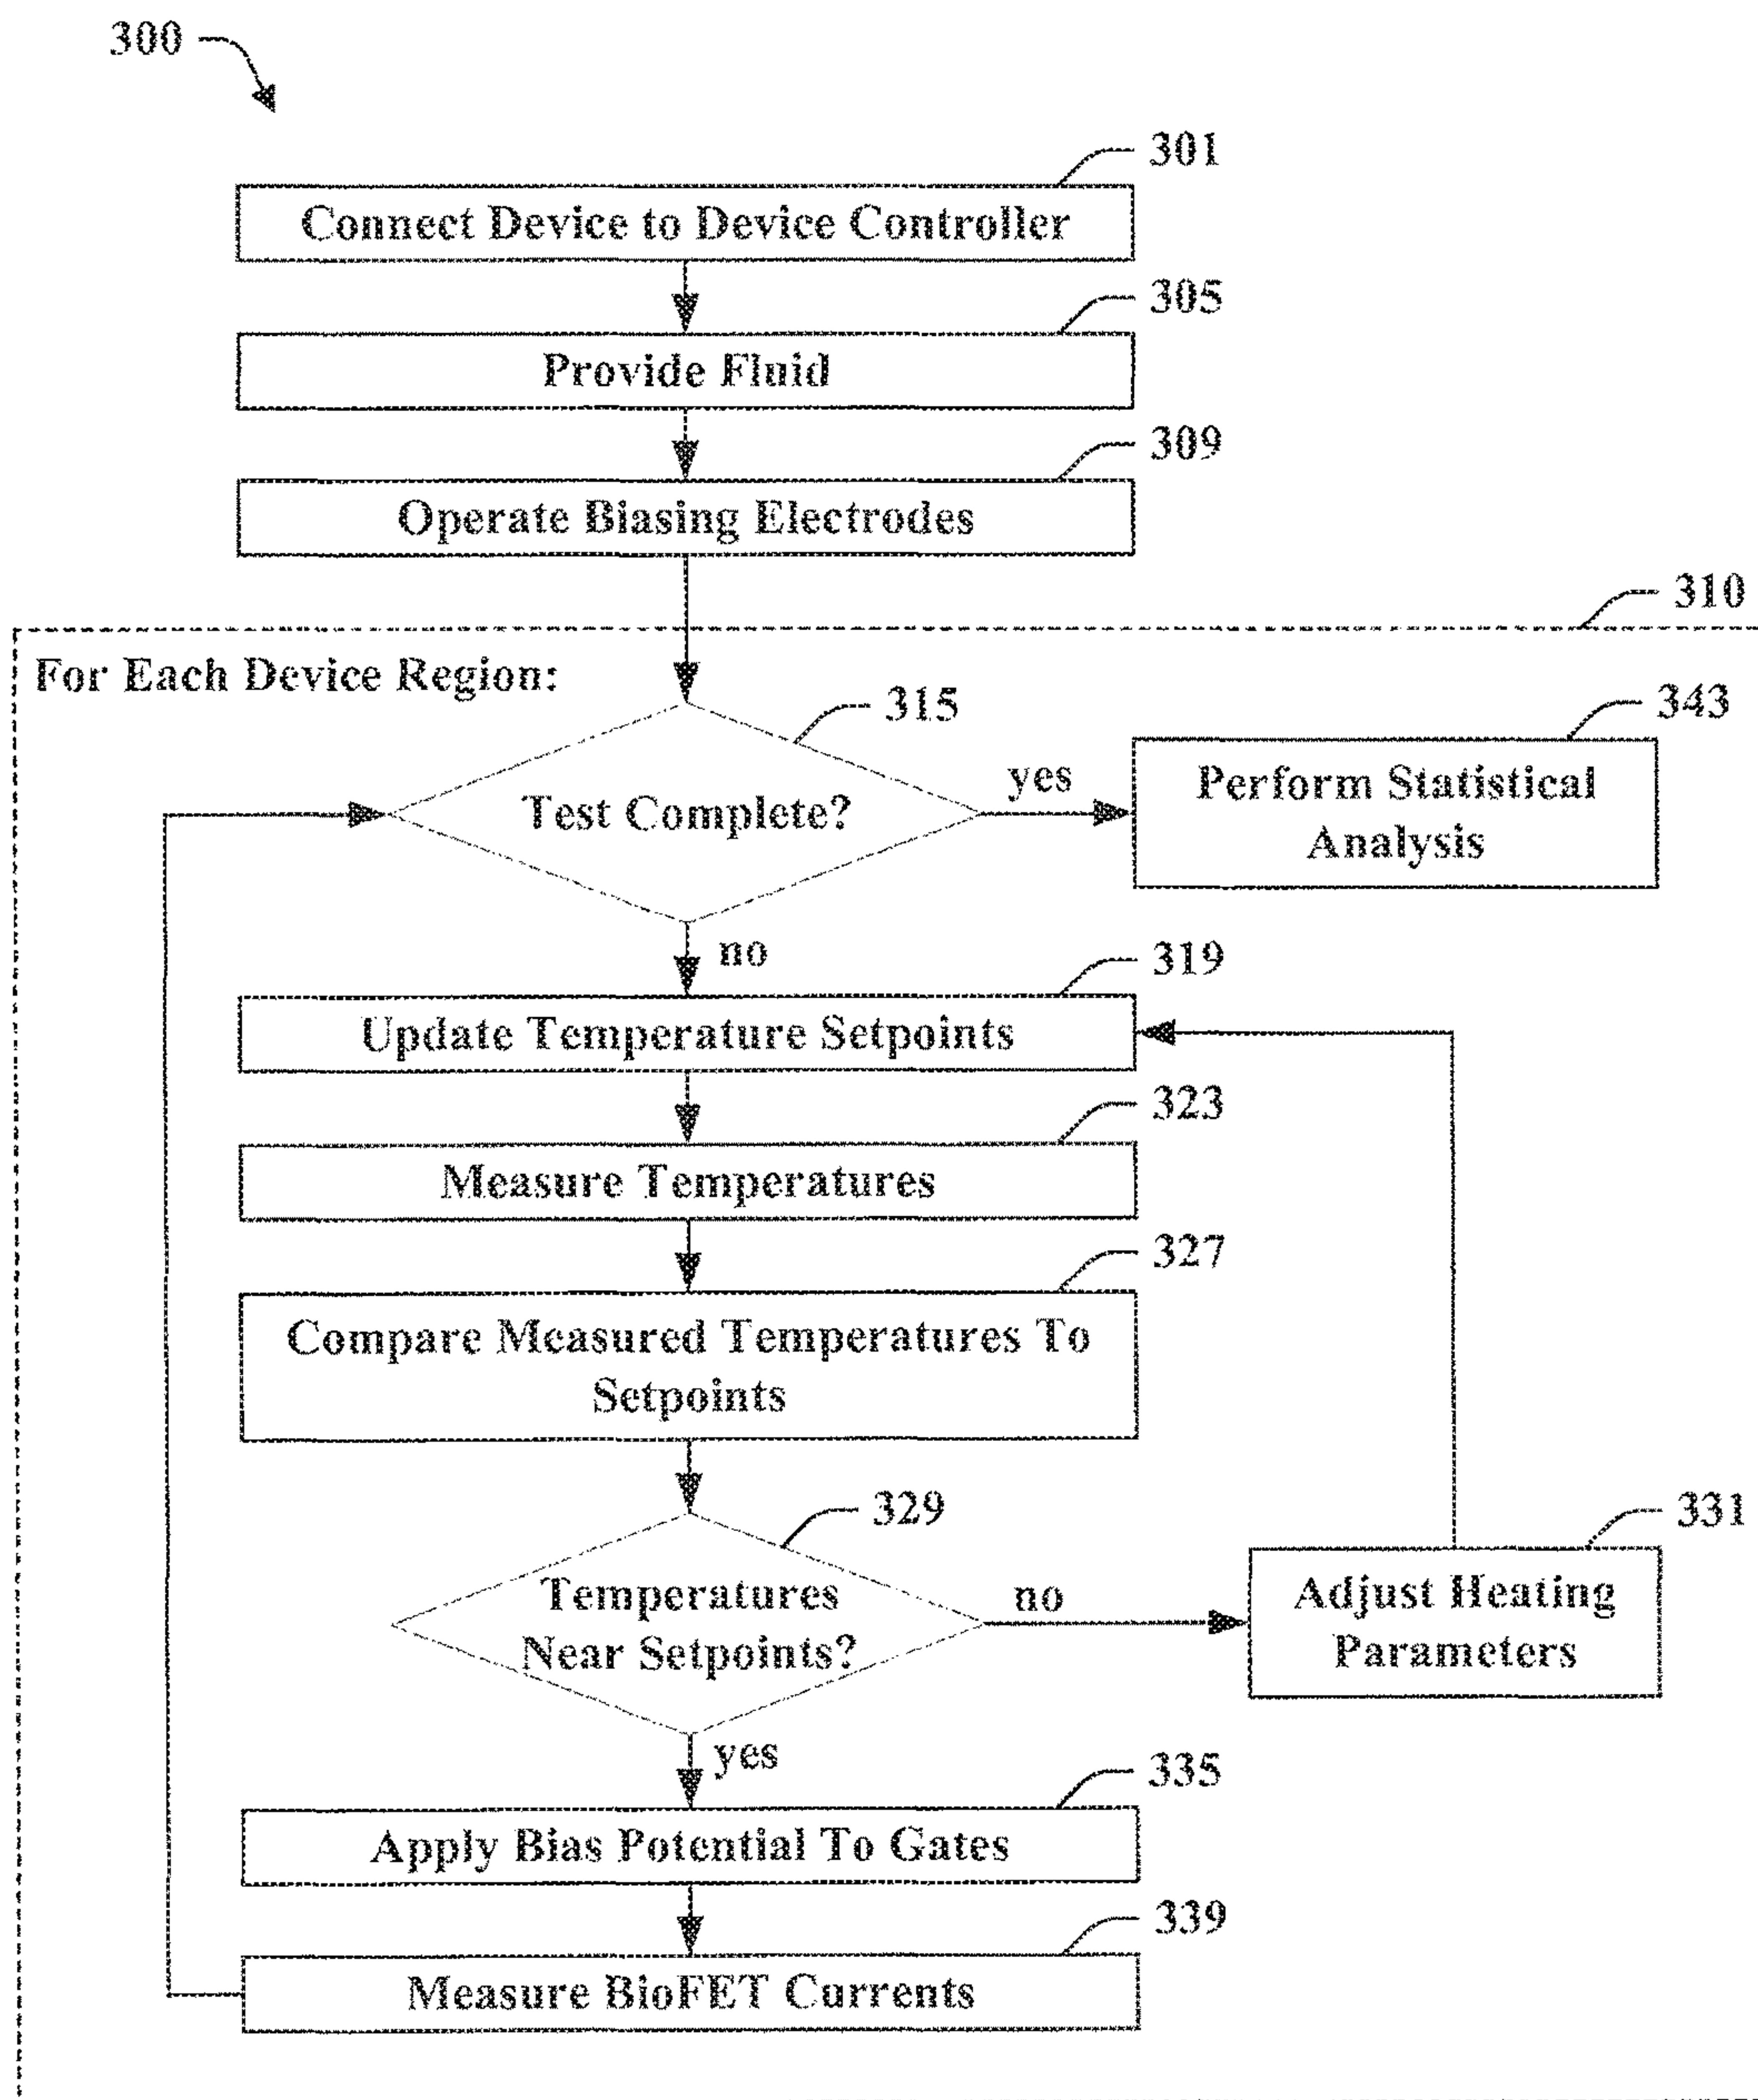 300
301
Connect Device to Device Controller
305
Provide Fluid
309
Operate Biasing Electrodes
310
For Each Device Region:
315
343
Test Complete?
yes
Perform Statistical
Analysis
no
319
Update Temperature Setpoints
323
Measure Temperatures
327
Compare Measured Temperatures To
Setpoints
329
331
Temperatures
Near Setpoints?
no
Adjust Heating
Parameters
yes
335
Apply Bias Potential To Gates
339
Measure BioFET Currents